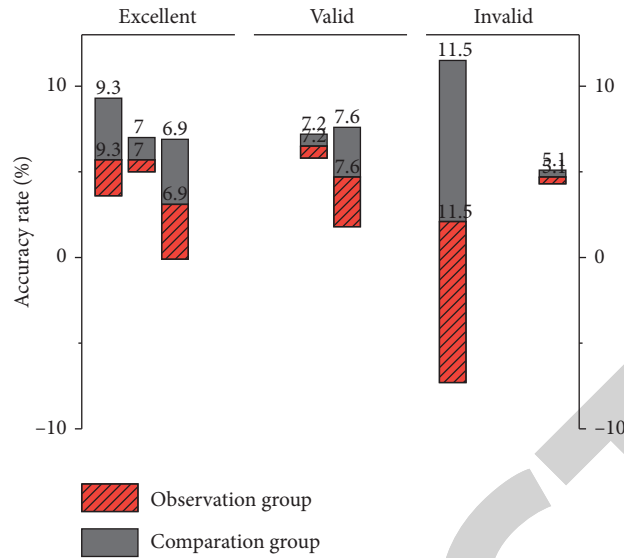 Excellent Valid Invalid
10 10
9.3 7 6.9 7.2 7.6 11.5 5.1
9.3 7 6.9 7.2 7.6 11.5 5.1
Accuracy rate (%)
0 0
–10 –10
Observation group
Comparation group